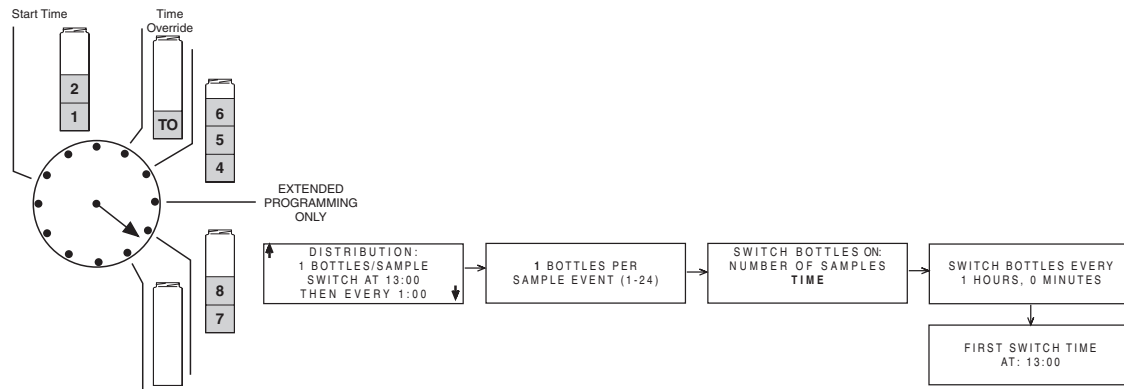 Start Time
Time
Override
2
1
TO
6
5
4
EXTENDED
PROGRAMMING
ONLY
8
7
DISTRIBUTION:
1 BOTTLES/SAMPLE
SWITCH AT 13:00
THEN EVERY 1:00
1 BOTTLES PER
SAMPLE EVENT (1-24)
SWITCH BOTTLES ON:
NUMBER OF SAMPLES
TIME
SWITCH BOTTLES EVERY
1 HOURS, 0 MINUTES
FIRST SWITCH TIME
AT: 13:00